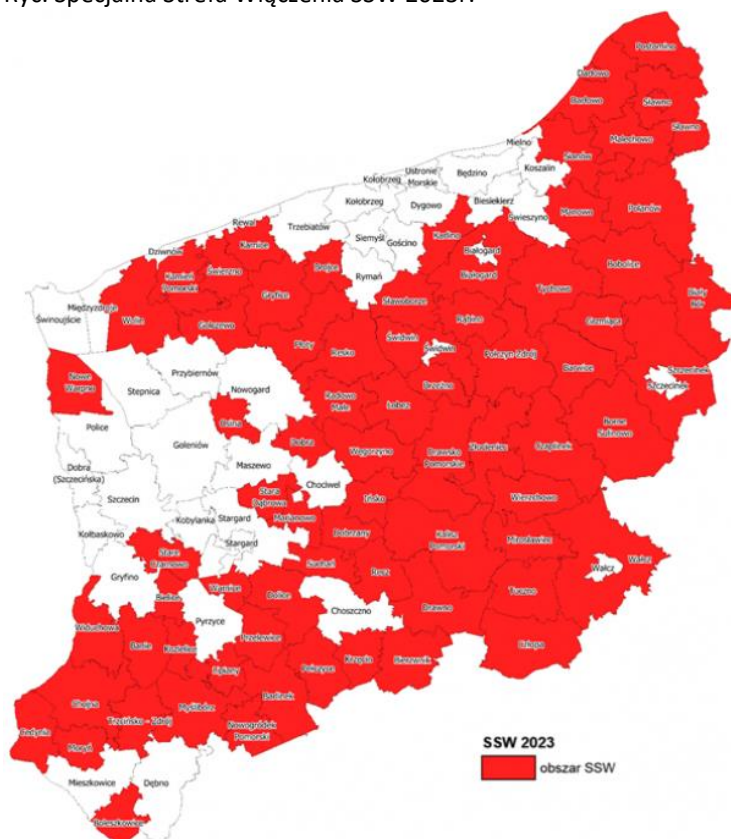 Ryc. Specjalna Strefa Włączenia SSW 2023r.
Postomino
Darłowo
Darłowo
Sławno
Sławno
Malechowo
Mielno
Sianów
Koszalin
Ustronie
Morskie
Będzino
Kołobrzeg
Kołobrzeg
Dygowo
Biesiekierz
Świeszyno
Manowo
Polanów
Rewal
Trzebiatów
Siemyśl
Gościno
Karlino
Białogard
Białogard
Bobolice
Dziwnów
Kamień
Pomorski
Świerzno
Karnice
Brojce
Rymań
Tychowo
Biały
Bór
Świnoujście
Międzyzdroje
Wolin
Golczewo
Gryfice
Sławoborze
Rąbino
Grzmiąca
Płoty
Resko
Świdwin
Świdwin
Połczyn-Zdrój
Barwice
Szczecinek
Szczecinek
Nowe
Warpno
Stepnica
Przybiernów
Nowogard
Radowo
Małe
Łobez
Brzeżno
Osina
Police
Goleniów
Dobra
Węgorzyno
Drawsko
Pomorskie
Złocieniec
Czaplinek
Borne
Sulinowo
Dobra
(Szczecińska)
Maszewo
Chociwel
Szczecin
Stara
Dąbrowa
Ińsko
Wierzchowo
Kobylanka
Stargard
Marianowo
Stargard
Kołbaskowo
Dobrzany
Kalisz
Pomorski
Mirosławiec
Stare
Czarnowo
Suchań
Recz
Wałcz
Wałcz
Gryfino
Bielice
Warnice
Dolice
Choszczno
Drawno
Tuczno
Pyrzyce
Widuchowa
Banie
Kozielice
Przelewice
Człopa
Lipiany
Pełczyce
Krzęcin
Bierzwnik
Chojna
Trzcińsko - Zdrój
Myślibórz
Barlinek
Cedynia
Moryń
Nowogródek
Pomorski
Mieszkowice
Dębno
Boleszkowice
SSW 2023
obszar SSW